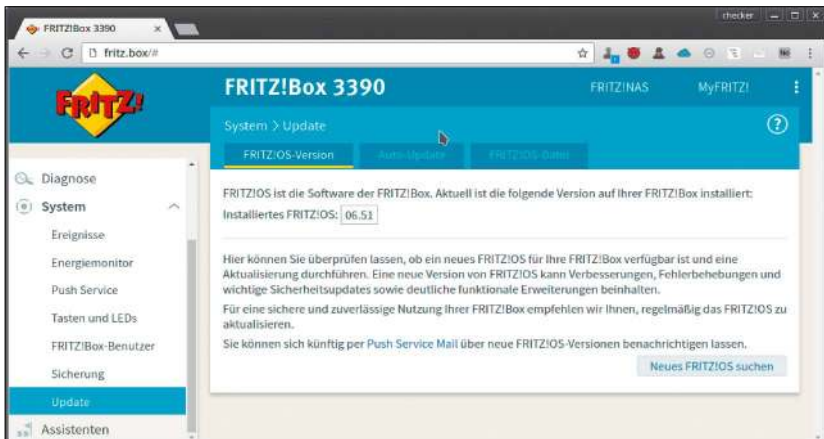 checker
FRITZ!Box 3390
fritz.box/#
FRITZ!
FRITZ!Box 3390
FRITZ!NAS
MyFRITZ!
System > Update
FRITZ!OS-Version
Auto-Update
FRITZ!OS-Datei
Diagnose
System
Ereignisse
Energiemonitor
Push Service
Tasten und LEDs
FRITZ!Box-Benutzer
Sicherung
Update
Assistenten
FRITZ!OS ist die Software der FRITZ!Box. Aktuell ist die folgende Version auf Ihrer FRITZ!Box installiert:
Installiertes FRITZ!OS: 06.51
Hier können Sie überprüfen lassen, ob ein neues FRITZ!OS für Ihre FRITZ!Box verfügbar ist und eine
Aktualisierung durchführen. Eine neue Version von FRITZ!OS kann Verbesserungen, Fehlerbehebungen und
wichtige Sicherheitsupdates sowie deutliche funktionale Erweiterungen beinhalten.
Für eine sichere und zuverlässige Nutzung Ihrer FRITZ!Box empfehlen wir Ihnen, regelmäßig das FRITZ!OS zu
aktualisieren.
Sie können sich künftig per Push Service Mail über neue FRITZ!OS-Versionen benachrichtigen lassen.
Neues FRITZ!OS suchen